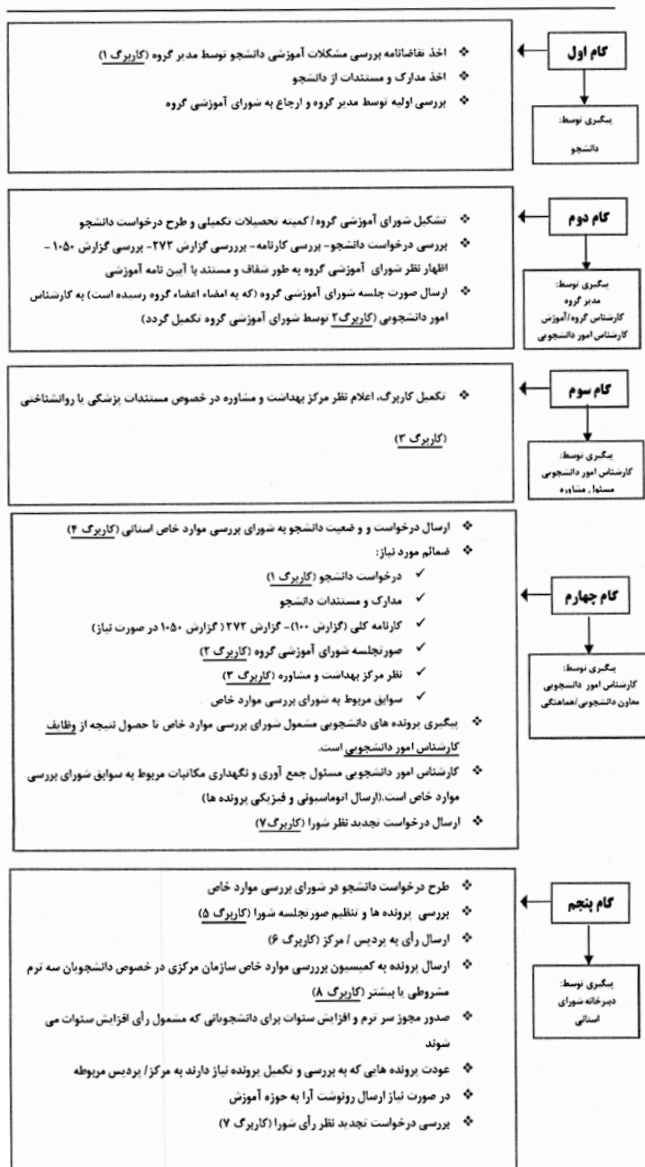 گام اول
❖ اخذ تقاضانامه بررسی مشکلات آموزشی دانشجو توسط مدیر گروه (کاربرگ ۱)
❖ اخذ مدارک و مستندات از دانشجو
❖ بررسی اولیه توسط مدیر گروه و ارجاع به شورای آموزشی گروه
پیگیری توسط:
دانشجو
گام دوم
❖ تشکیل شورای آموزشی گروه/ کمیته تحصیلات تکمیلی و طرح درخواست دانشجو
❖ بررسی درخواست دانشجو- بررسی کارنامه- برررسی گزارش ۲۷۲- بررسی گزارش ۱۰۵۰ -
اظهار نظر شورای آموزشی گروه به طور شفاف و مستند با آیین نامه آموزشی
❖ ارسال صورت جلسه شورای آموزشی گروه (که به امضاء اعضاء گروه رسیده است) به کارشناس
امور دانشجویی (کاربرگ۲ توسط شورای آموزشی گروه تکمیل گردد)
پیگیری توسط:
مدیر گروه
کارشناس گروه/آموزش
کارشناس امور دانشجویی
گام سوم
❖ تکمیل کاربرگ، اعلام نظر مرکز بهداشت و مشاوره در خصوص مستندات پزشکی یا روانشناختی
(کاربرگ ۳)
پیگیری توسط:
کارشناس امور دانشجویی
مسئول مشاوره
گام چهارم
❖ ارسال درخواست و و ضعیت دانشجو به شورای بررسی موارد خاص استانی (کاربرگ ۴)
❖ ضمائم مورد نیاز:
✓ درخواست دانشجو (کاربرگ ۱)
✓ مدارک و مستندات دانشجو
✓ کارنامه کلی (گزارش ۱۰۰)- گزارش ۲۷۲ ( گزارش ۱۰۵۰ در صورت نیاز)
✓ صورتجلسه شورای آموزشی گروه (کاربرگ ۲)
✓ نظر مرکز بهداشت و مشاوره (کاربرگ ۳)
✓ سوابق مربوط به شورای بررسی موارد خاص
❖ پیگیری پرونده های دانشجویی مشمول شورای بررسی موارد خاص تا حصول نتیجه از وظایف
کارشناس امور دانشجویی است.
❖ کارشناس امور دانشجویی مسئول جمع آوری و نگهداری مکاتبات مربوط به سوابق شورای بررسی
موارد خاص است.(ارسال اتوماسیونی و فیزیکی پرونده ها)
❖ ارسال درخواست تجدید نظر شورا (کاربرگ۷)
پیگیری توسط:
کارشناس امور دانشجویی
معاون دانشجویی/هماهنگی
گام پنجم
❖ طرح درخواست دانشجو در شورای بررسی موارد خاص
❖ بررسی پرونده ها و تنظیم صورتجلسه شورا (کاربرگ ۵)
❖ ارسال رأی به پردیس / مرکز (کاربرگ ۶)
❖ ارسال پرونده به کمیسیون برررسی موارد خاص سازمان مرکزی در خصوص دانشجویان سه ترم
مشروطی یا بیشتر (کاربرگ ۸)
❖ صدور مجوز سر ترم و افزایش سنوات برای دانشجویانی که مشمول رأی افزایش سنوات می
شوند
❖ عودت پرونده هایی که به بررسی و تکمیل پرونده نیاز دارند به مرکز/ پردیس مربوطه
❖ در صورت نیاز ارسال رونوشت آرا به حوزه آموزش
❖ بررسی درخواست تجدید نظر رأی شورا (کاربرگ ۷)
پیگیری توسط:
دبیرخانه شورای
استانی